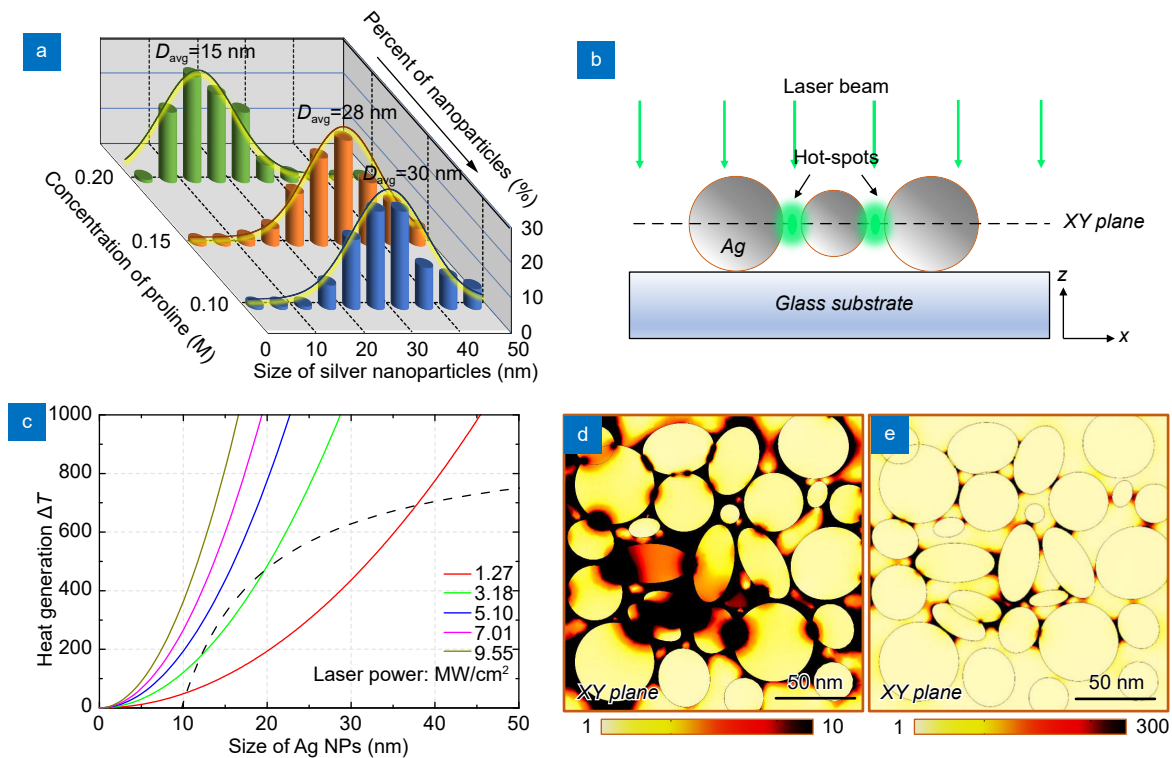 a
D_avg=15 nm
D_avg=28 nm
D_avg=30 nm
Percent of nanoparticles (%)
30
20
10
0
0.20
0.15
0.10
Concentration of proline (M)
0 10 20 30 40 50
Size of silver nanoparticles (nm)
b
Laser beam
Hot-spots
XY plane
Ag
Glass substrate
z
x
c
1000
800
600
400
200
0
Heat generation ΔT
1.27
3.18
5.10
7.01
9.55
Laser power: MW/cm²
0 10 20 30 40 50
Size of Ag NPs (nm)
d
XY plane
50 nm
1 10
e
XY plane
50 nm
1 300